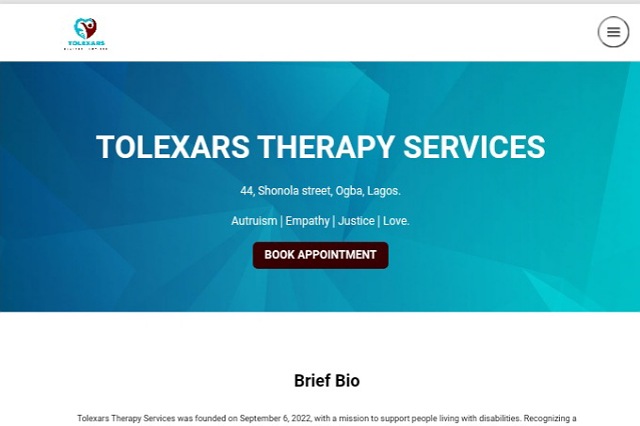 TOLEXARS
TOLEXARS THERAPY SERVICES
44, Shonola street, Ogba, Lagos.
Autruism | Empathy | Justice | Love.
BOOK APPOINTMENT
Brief Bio
Tolexars Therapy Services was founded on September 6, 2022, with a mission to support people living with disabilities. Recognizing a